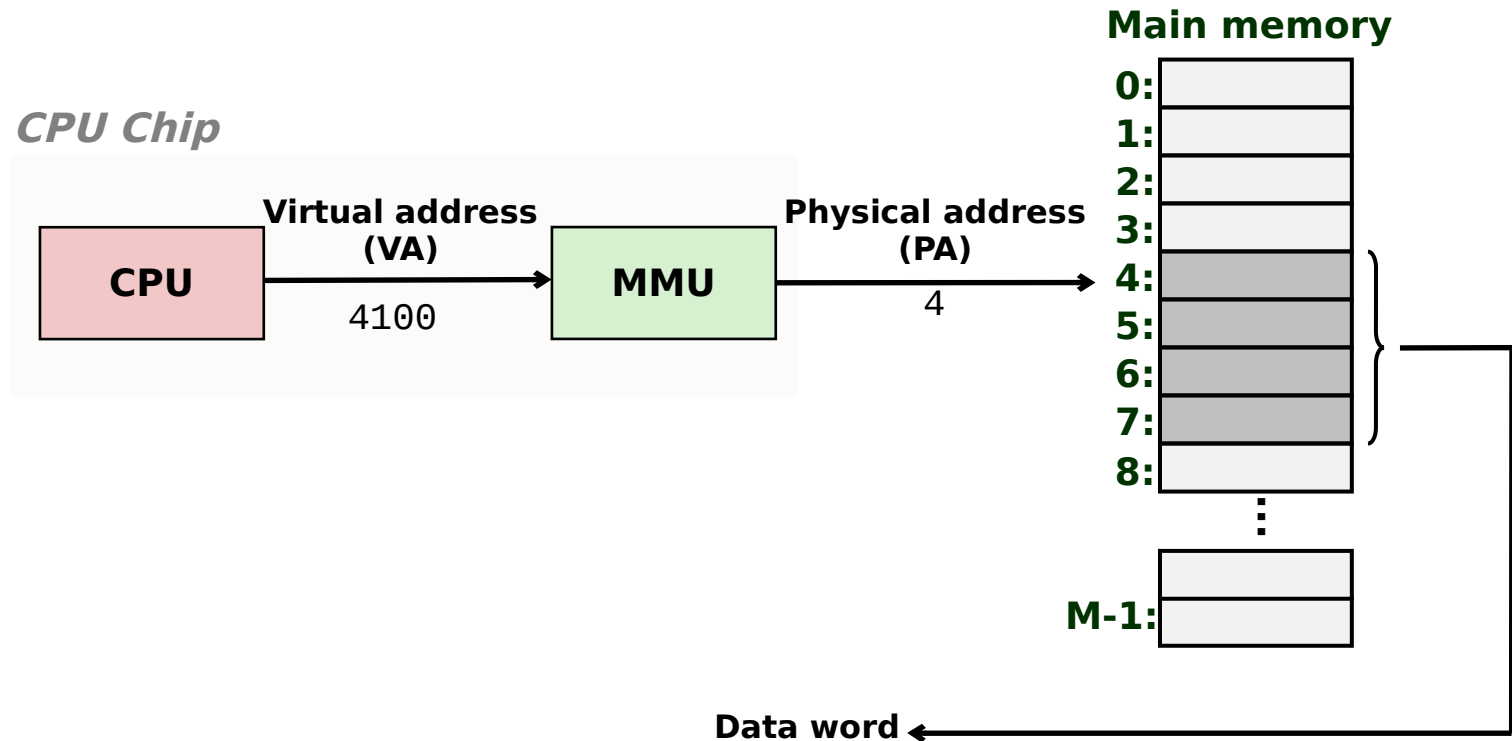 Main memory
0:
1:
CPU Chip
2:
Virtual address
(VA)
Physical address
(PA)
3:
CPU
MMU
4:
4100
4
5:
6:
7:
8:
M-1:
Data word